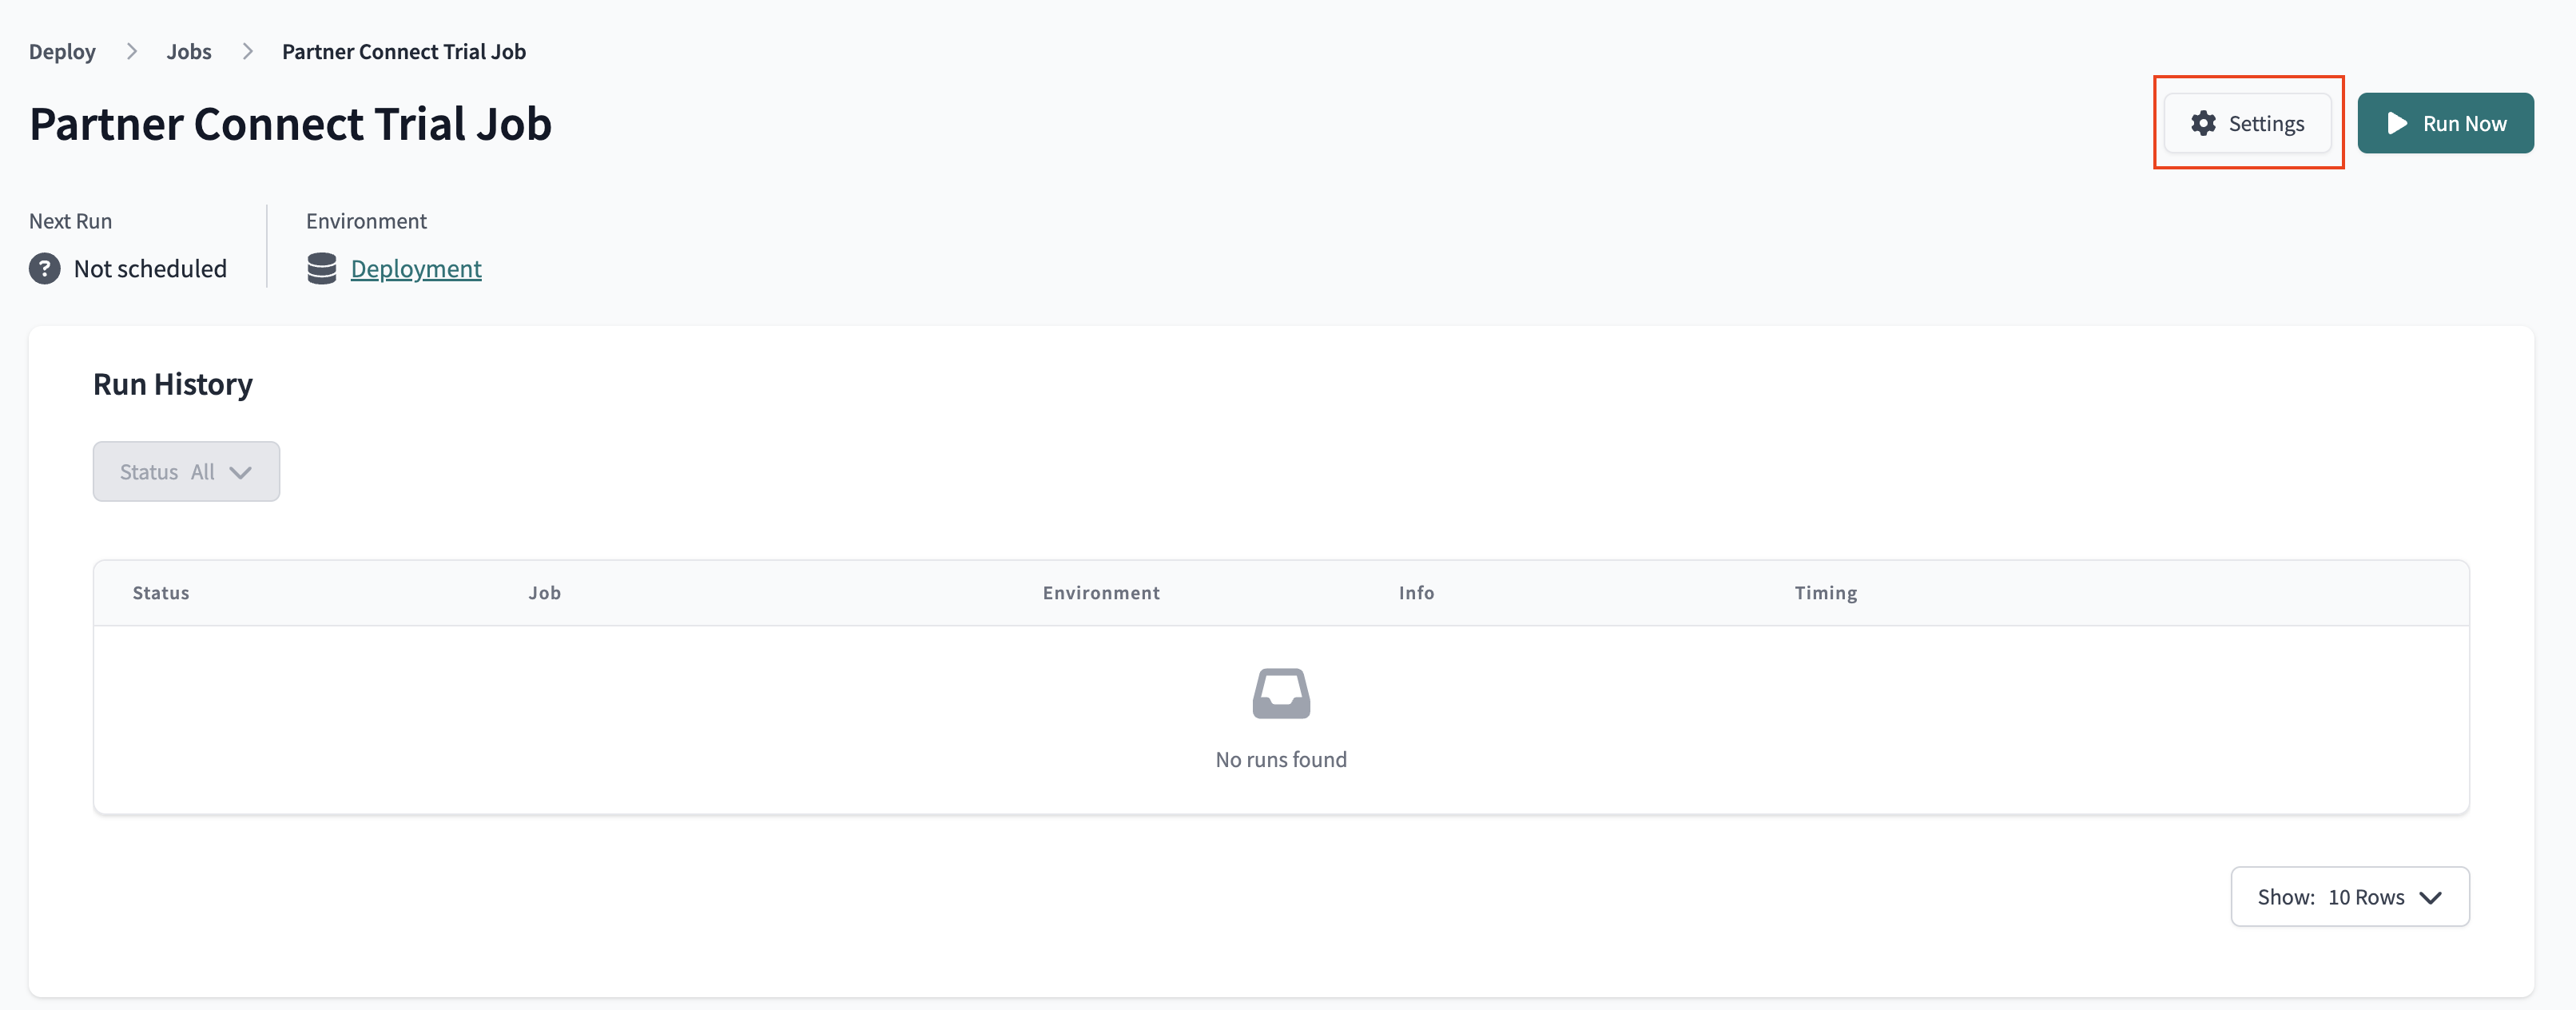 Deploy > Jobs > Partner Connect Trial Job
Partner Connect Trial Job
Settings
Run Now
Next Run
Environment
? Not scheduled
Deployment
Run History
Status All
Status Job Environment Info Timing
No runs found
Show: 10 Rows